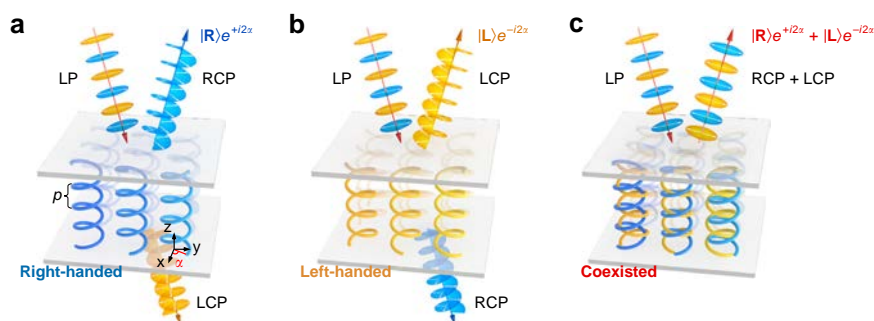 a
|R⟩e^{+i2α}
LP
RCP
p
z
y
x
α
Right-handed
LCP
b
|L⟩e^{-i2α}
LP
LCP
Left-handed
RCP
c
|R⟩e^{+i2α} + |L⟩e^{-i2α}
LP
RCP + LCP
Coexisted